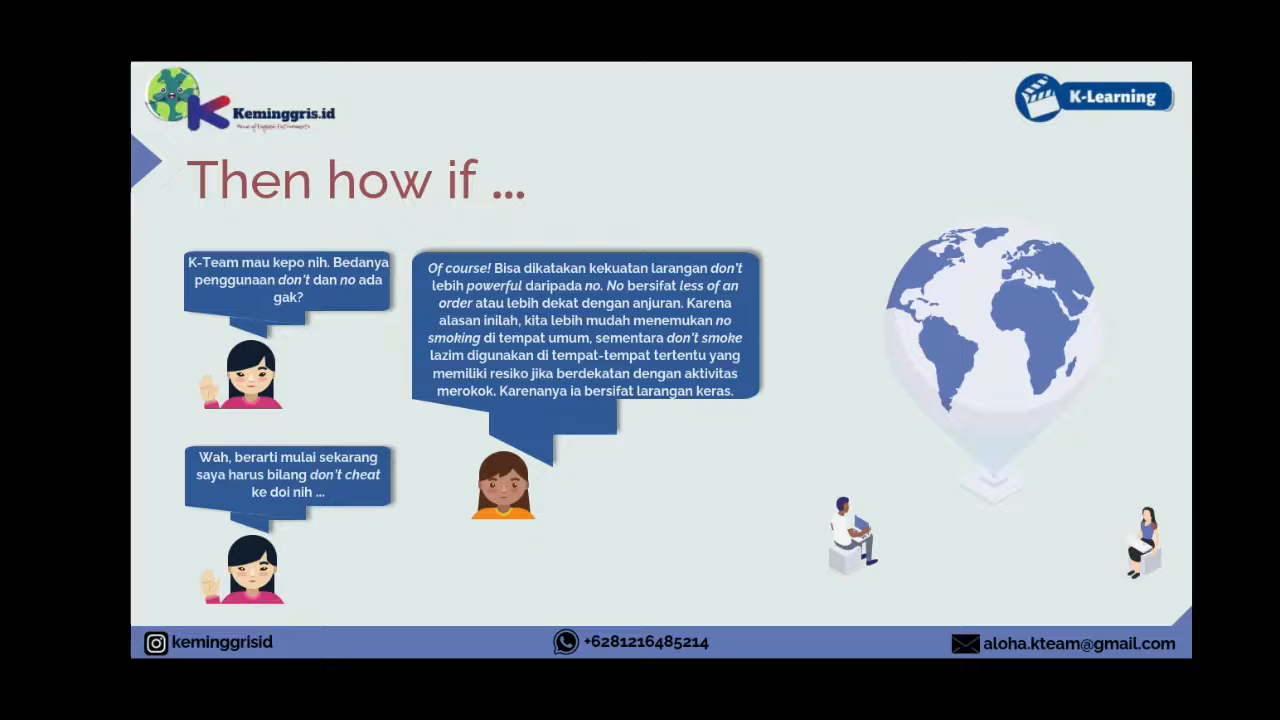 Keminggris.id
K-Learning
Then how if ...
K-Team mau kepo nih. Bedanya
penggunaan don't dan no ada
gak?
Of course! Bisa dikatakan kekuatan larangan don't
lebih powerful daripada no. No bersifat less of an
order atau lebih dekat dengan anjuran. Karena
alasan inilah, kita lebih mudah menemukan no
smoking di tempat umum, sementara don't smoke
lazim digunakan di tempat-tempat tertentu yang
memiliki resiko jika berdekatan dengan aktivitas
merokok. Karenanya ia bersifat larangan keras.
Wah, berarti mulai sekarang
saya harus bilang don't cheat
ke doi nih ...
keminggrisid
+6281216485214
aloha.kteam@gmail.com